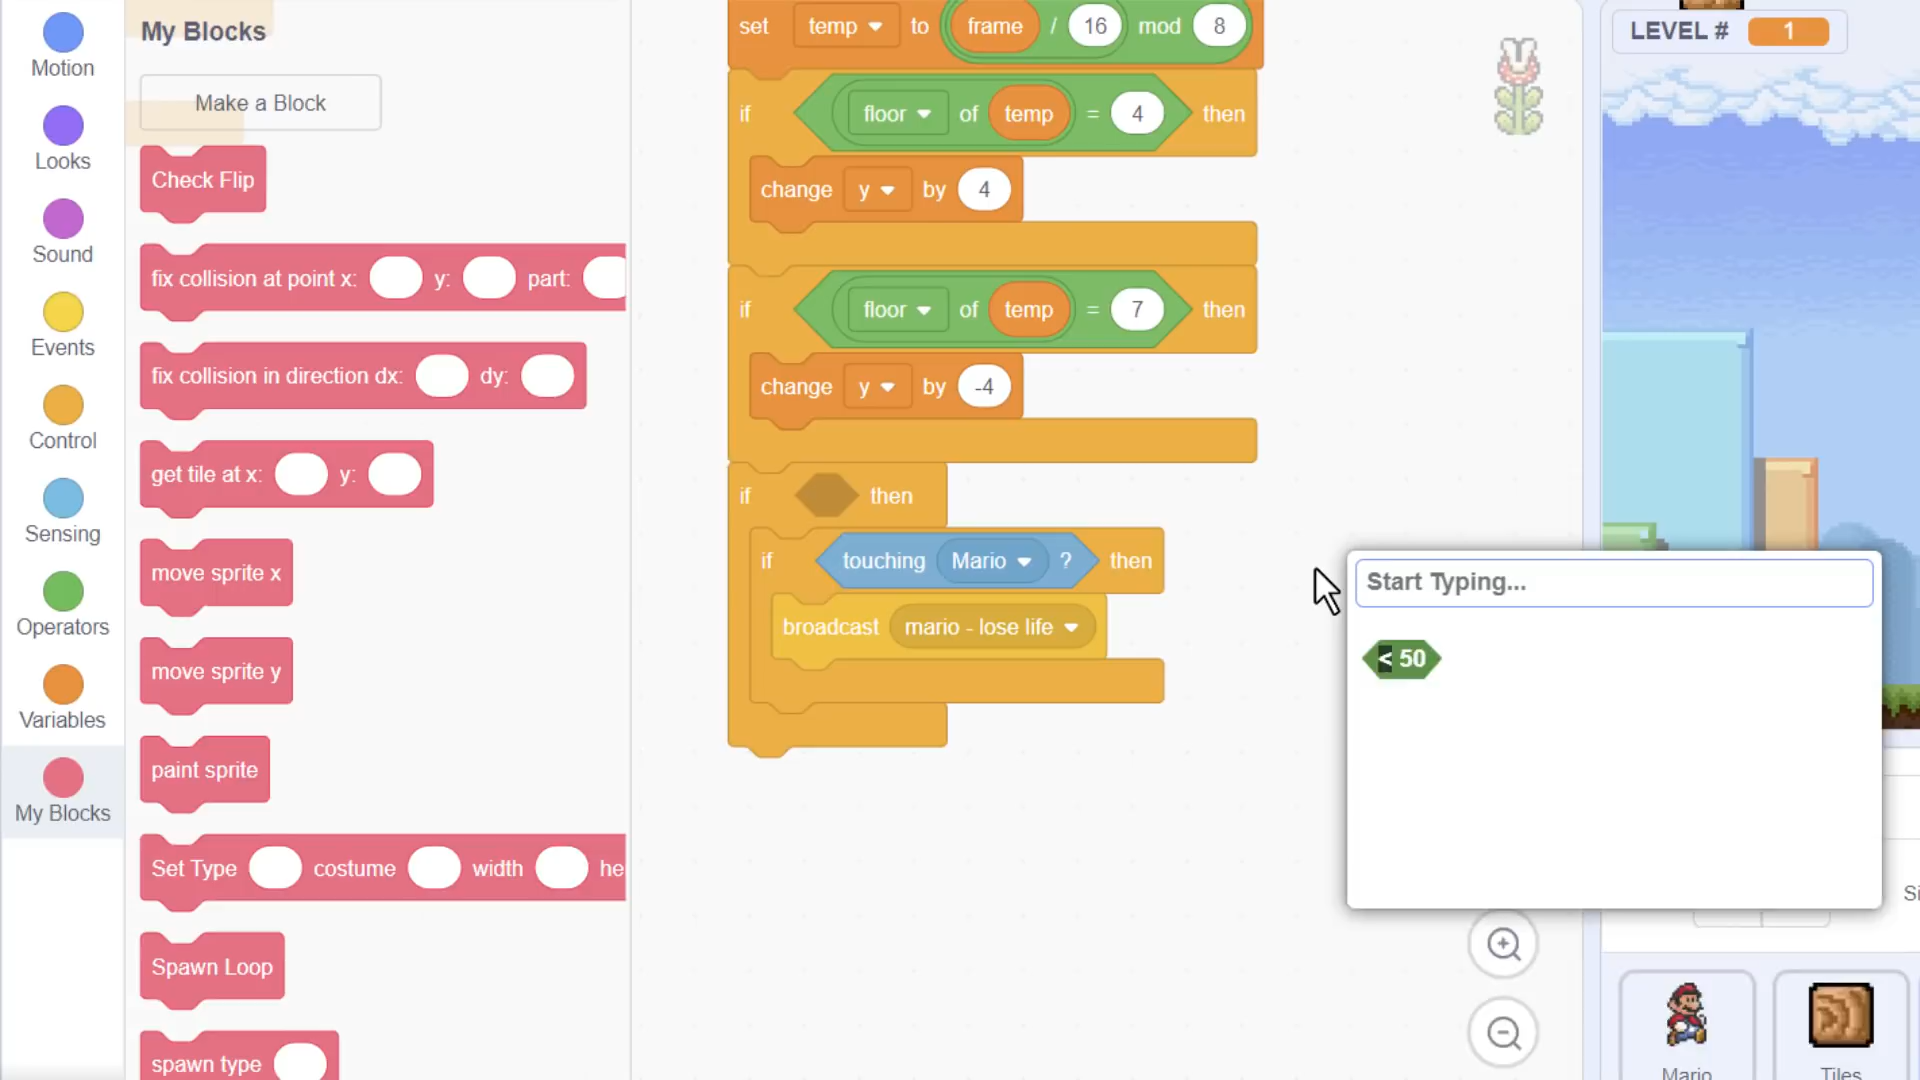 Motion
Looks
Sound
Events
Control
Sensing
Operators
Variables
My Blocks
My Blocks
Make a Block
Check Flip
fix collision at point x: y: part:
fix collision in direction dx: dy:
get tile at x: y:
move sprite x
move sprite y
paint sprite
Set Type costume width he
Spawn Loop
spawn type
set temp to frame / 16 mod 8
if floor of temp = 4 then
change y by 4
if floor of temp = 7 then
change y by -4
if then
if touching Mario ? then
broadcast mario - lose life
LEVEL # 1
Start Typing...
< 50
Si
Mario
Tiles